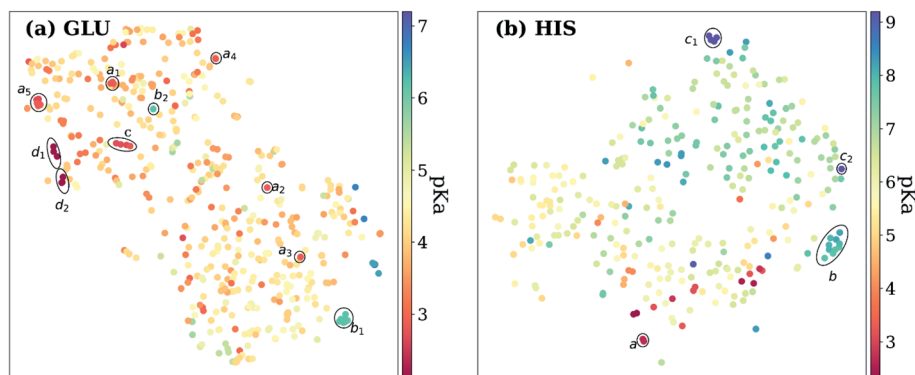 (a) GLU
a₁
a₄
a₅
b₂
c
d₁
d₂
a₂
a₃
b₁
7
6
5
4
3
pKa
(b) HIS
c₁
c₂
b
a
9
8
7
6
5
4
3
pKa